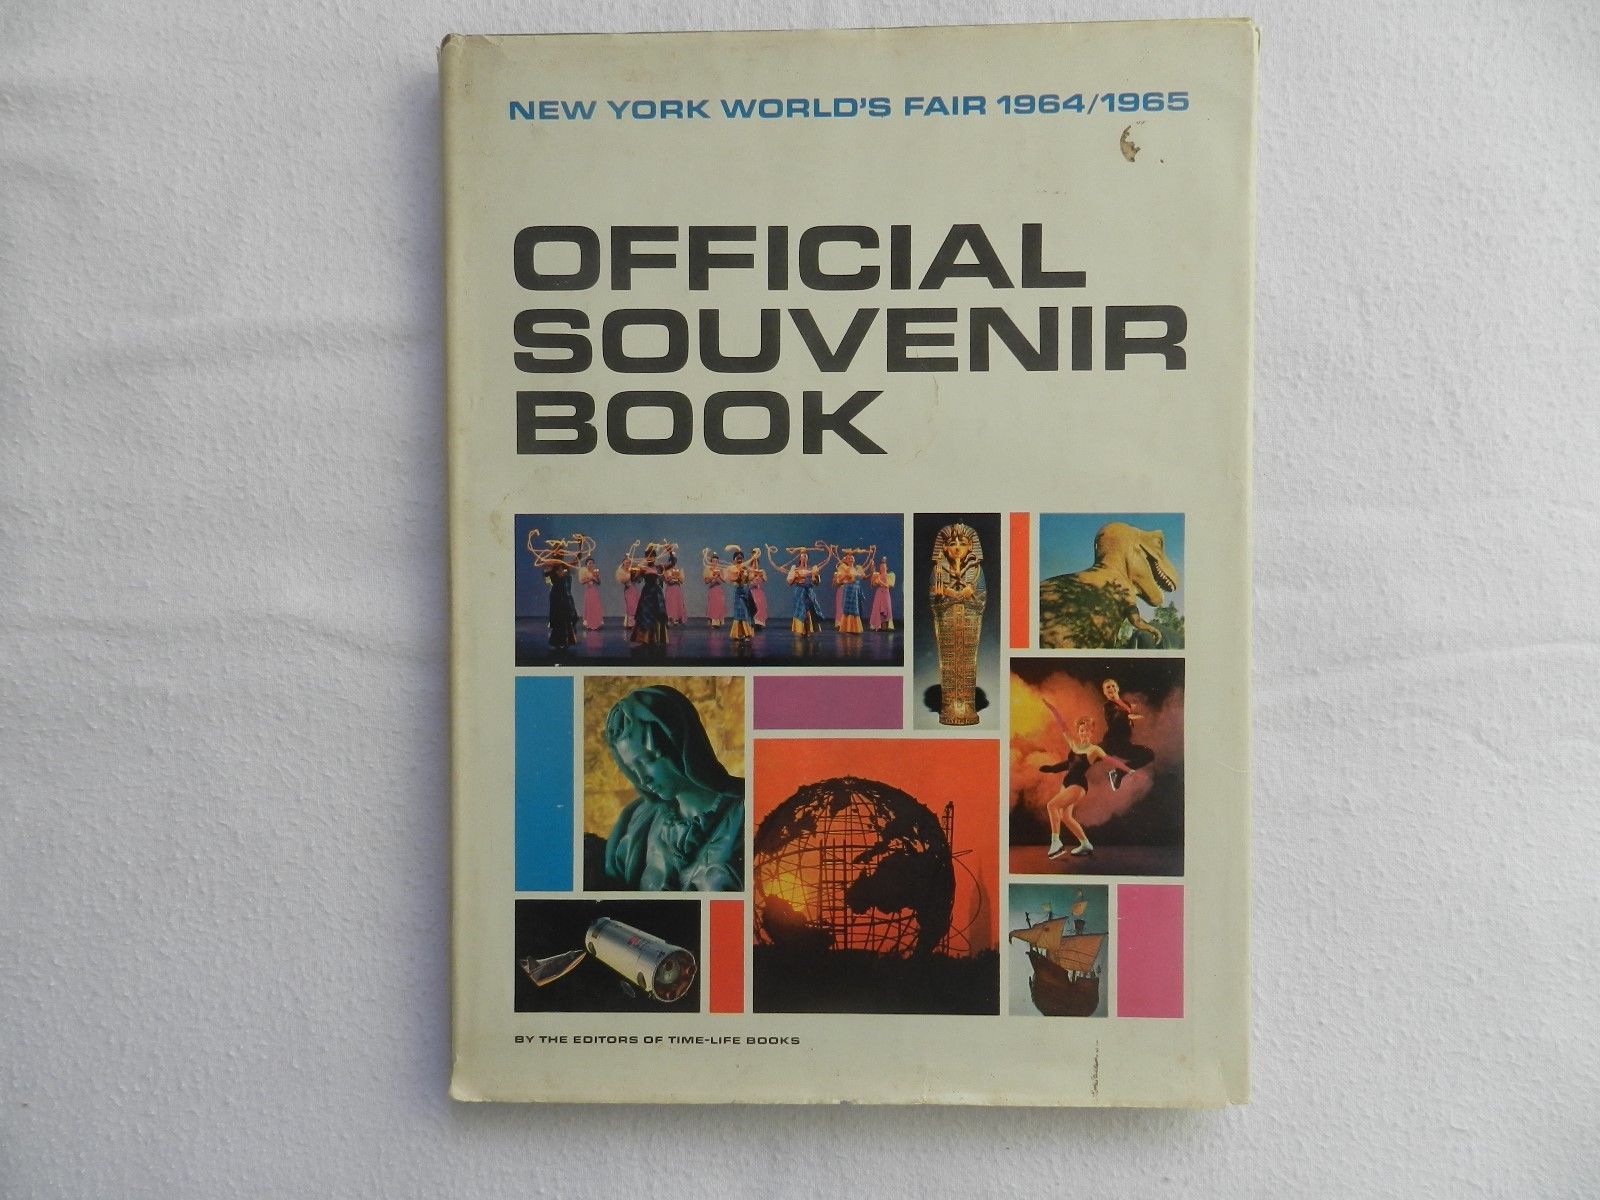 NEW YORK WORLD'S FAIR 1964/1965
OFFICIAL
SOUVENIR
BOOK
BY THE EDITORS OF TIME-LIFE BOOKS